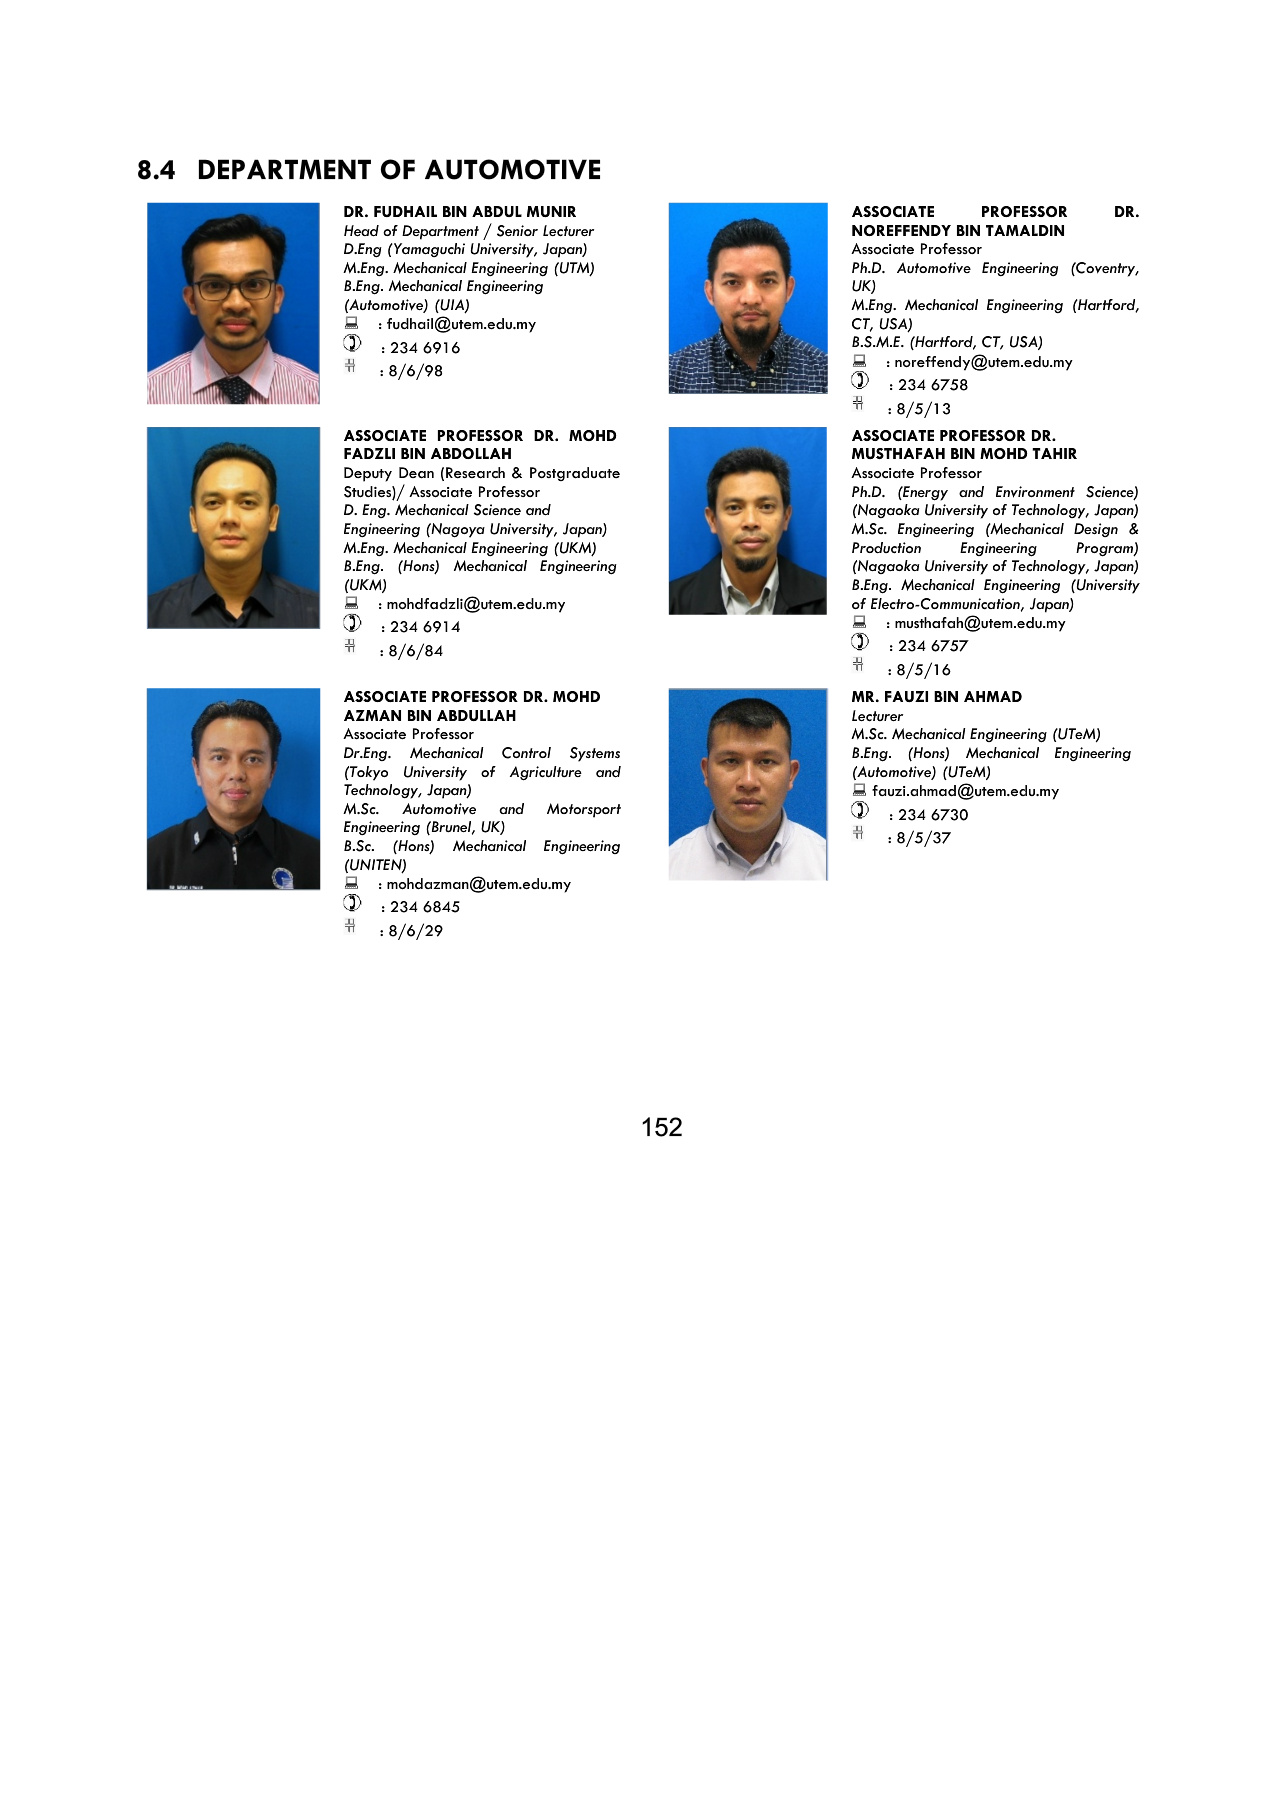 8.4 DEPARTMENT OF AUTOMOTIVE
DR. FUDHAIL BIN ABDUL MUNIR
Head of Department / Senior Lecturer
D.Eng (Yamaguchi University, Japan)
M.Eng. Mechanical Engineering (UTM)
B.Eng. Mechanical Engineering
(Automotive) (UIA)
: fudhail@utem.edu.my
: 234 6916
: 8/6/98
ASSOCIATE PROFESSOR DR.
NOREFFENDY BIN TAMALDIN
Associate Professor
Ph.D. Automotive Engineering (Coventry,
UK)
M.Eng. Mechanical Engineering (Hartford,
CT, USA)
B.S.M.E. (Hartford, CT, USA)
: noreffendy@utem.edu.my
: 234 6758
: 8/5/13
ASSOCIATE PROFESSOR DR. MOHD
FADZLI BIN ABDOLLAH
Deputy Dean (Research & Postgraduate
Studies)/ Associate Professor
D. Eng. Mechanical Science and
Engineering (Nagoya University, Japan)
M.Eng. Mechanical Engineering (UKM)
B.Eng. (Hons) Mechanical Engineering
(UKM)
: mohdfadzli@utem.edu.my
: 234 6914
: 8/6/84
ASSOCIATE PROFESSOR DR.
MUSTHAFAH BIN MOHD TAHIR
Associate Professor
Ph.D. (Energy and Environment Science)
(Nagaoka University of Technology, Japan)
M.Sc. Engineering (Mechanical Design &
Production Engineering Program)
(Nagaoka University of Technology, Japan)
B.Eng. Mechanical Engineering (University
of Electro-Communication, Japan)
: musthafah@utem.edu.my
: 234 6757
: 8/5/16
ASSOCIATE PROFESSOR DR. MOHD
AZMAN BIN ABDULLAH
Associate Professor
Dr.Eng. Mechanical Control Systems
(Tokyo University of Agriculture and
Technology, Japan)
M.Sc. Automotive and Motorsport
Engineering (Brunel, UK)
B.Sc. (Hons) Mechanical Engineering
(UNITEN)
: mohdazman@utem.edu.my
: 234 6845
: 8/6/29
MR. FAUZI BIN AHMAD
Lecturer
M.Sc. Mechanical Engineering (UTeM)
B.Eng. (Hons) Mechanical Engineering
(Automotive) (UTeM)
fauzi.ahmad@utem.edu.my
: 234 6730
: 8/5/37
152